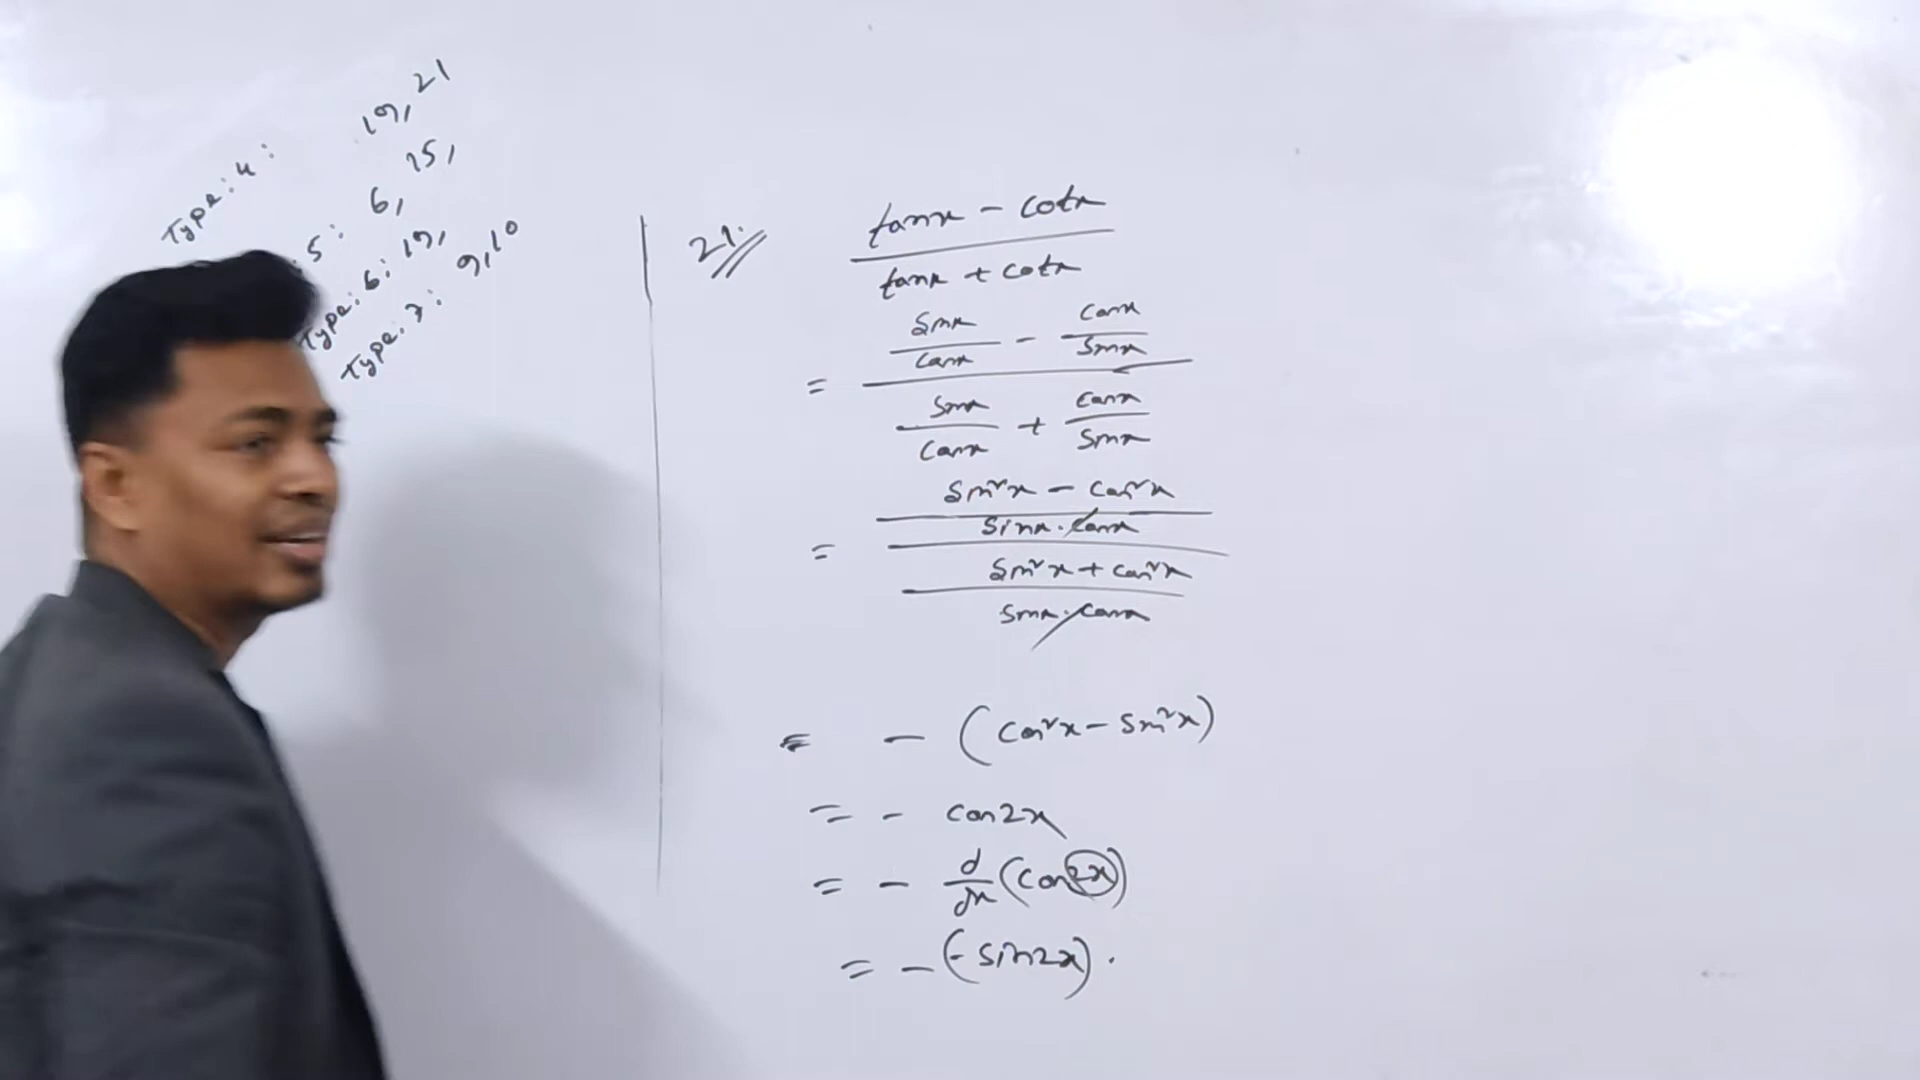 Type: 4: 19, 21
: 5: 6, 25,
Type: 6: 19,
Type: 7: 9, 10
21.
tanx - cotx
tanx + cotx
sinx/cosx - cosx/sinx
=
sinx/cosx + cosx/sinx
sin²x - cos²x
sinx.cosx
=
sin²x + cos²x
sinx.cosx
= - (cos²x - sin²x)
= - cos2x
= - d/dx (cos2x)
= - (- sin2x) .